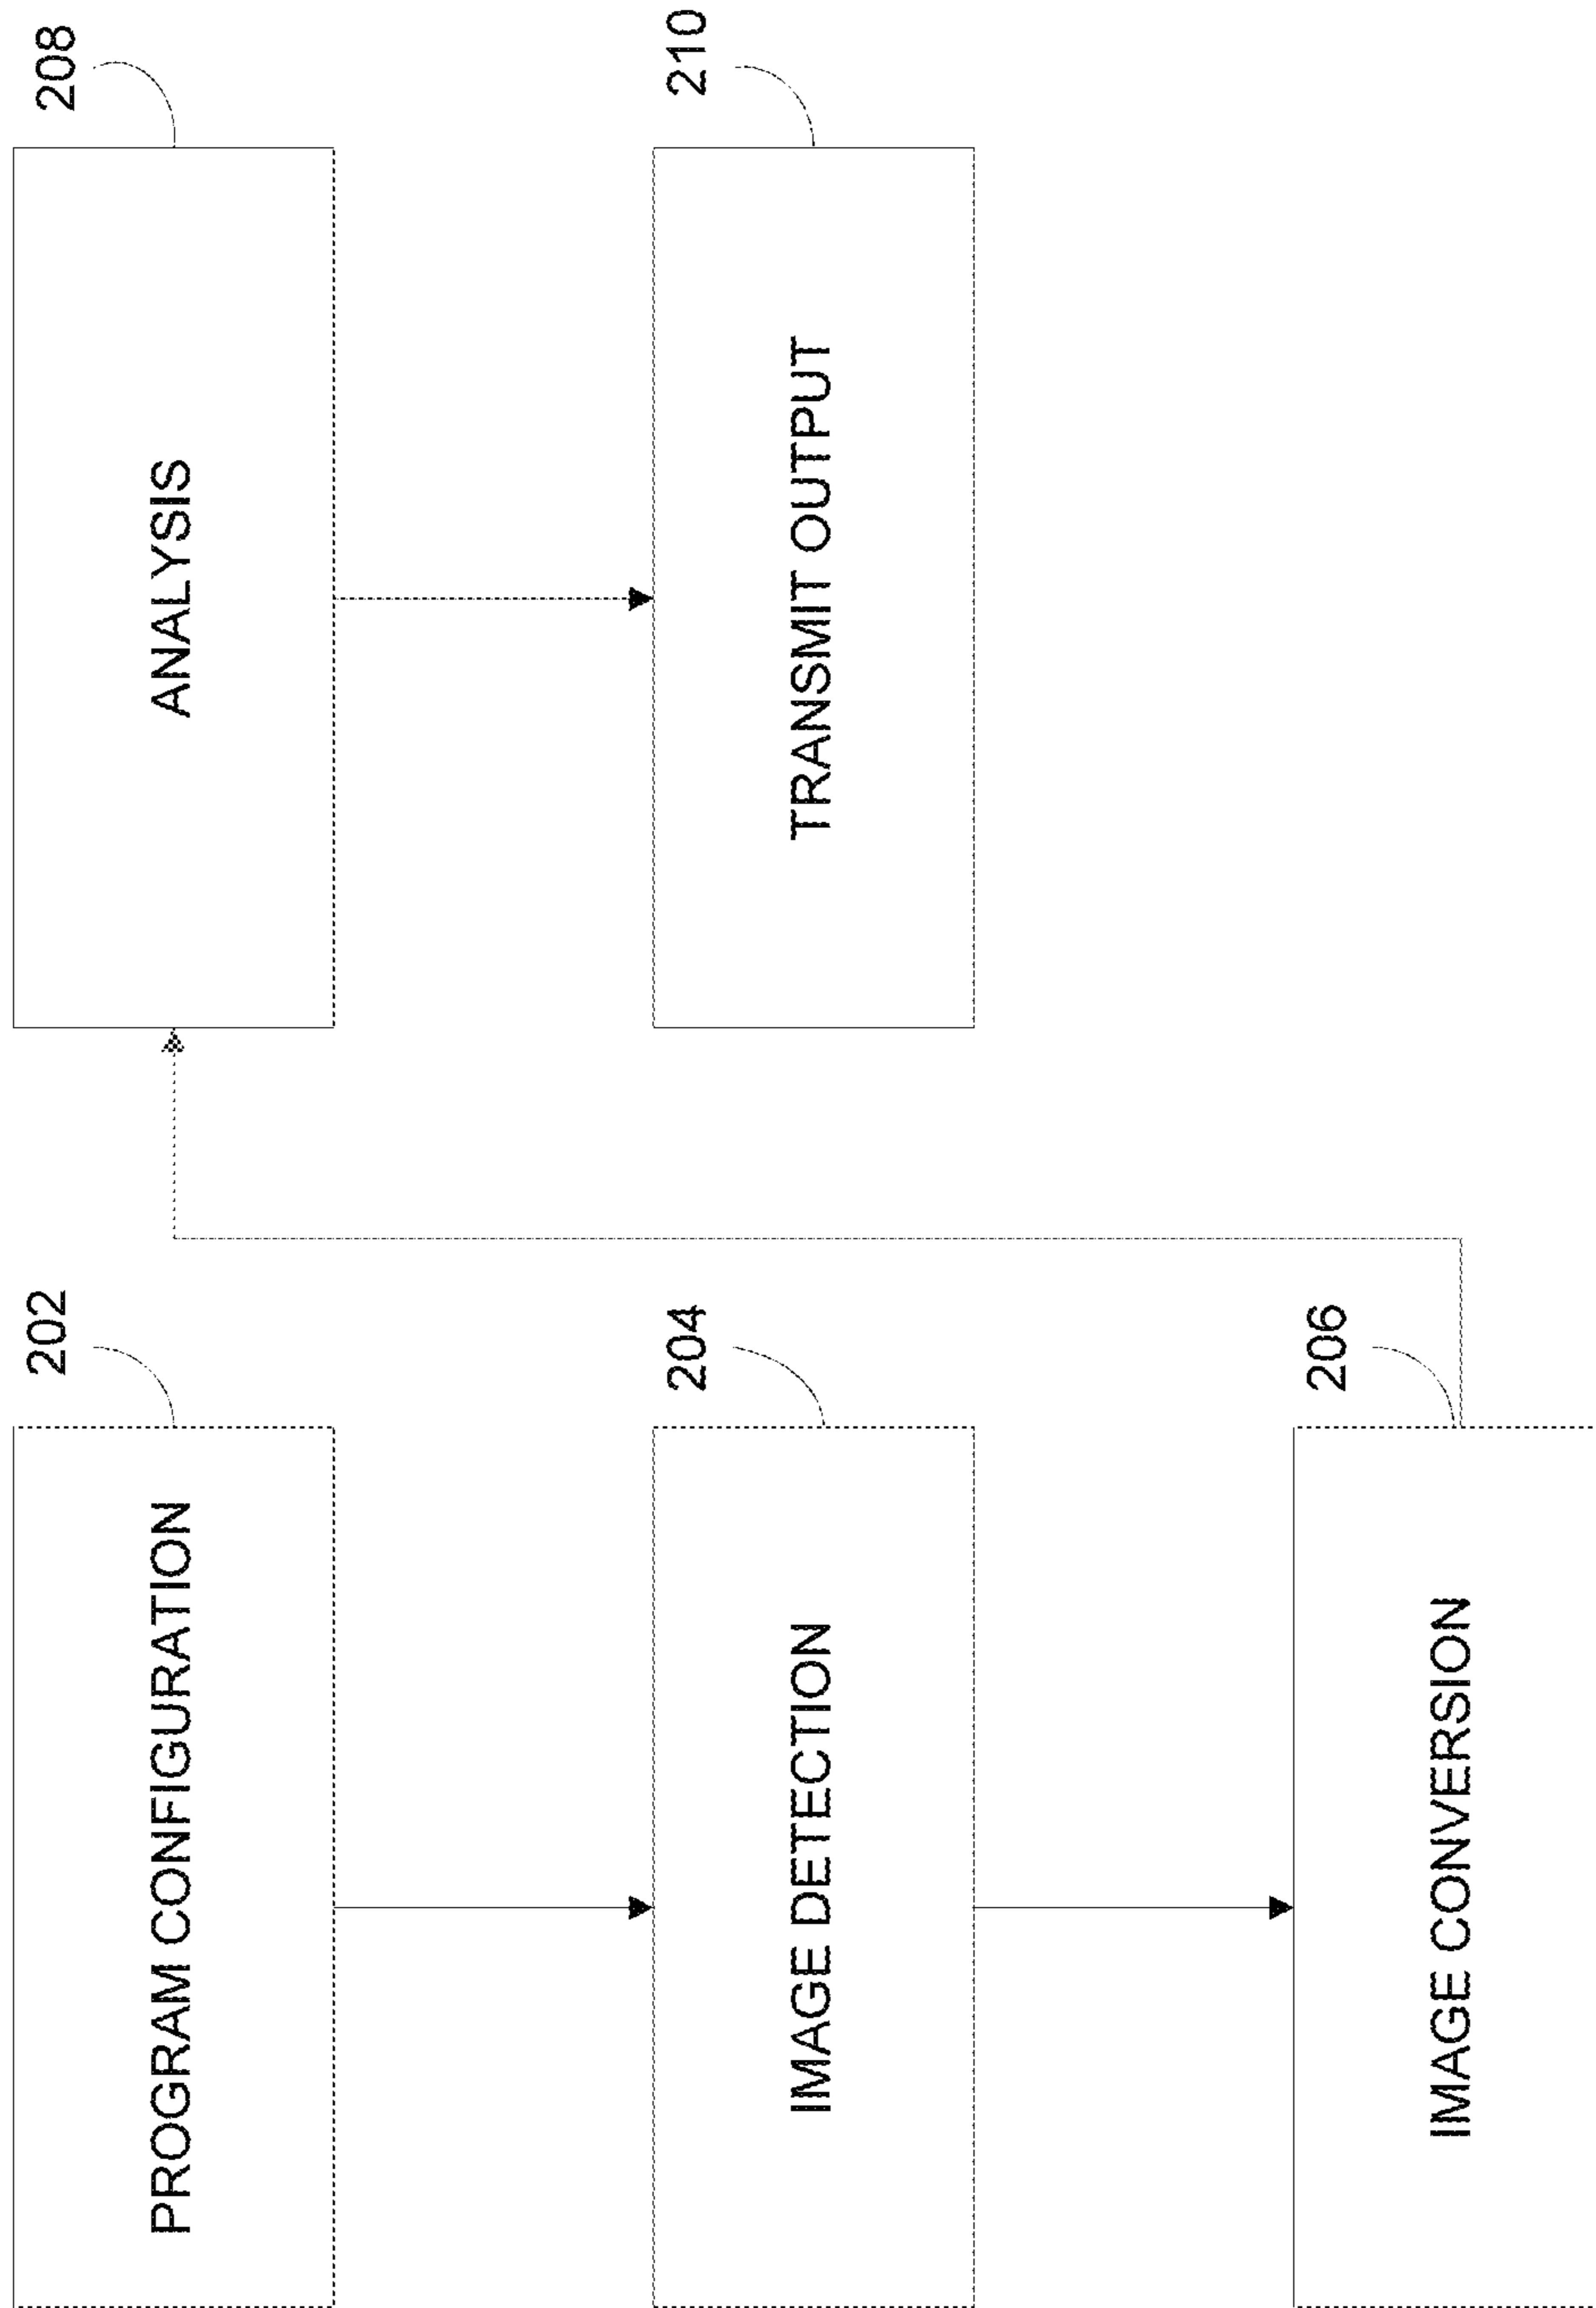 202
PROGRAM CONFIGURATION
204
IMAGE DETECTION
206
IMAGE CONVERSION
208
ANALYSIS
210
TRANSMIT OUTPUT